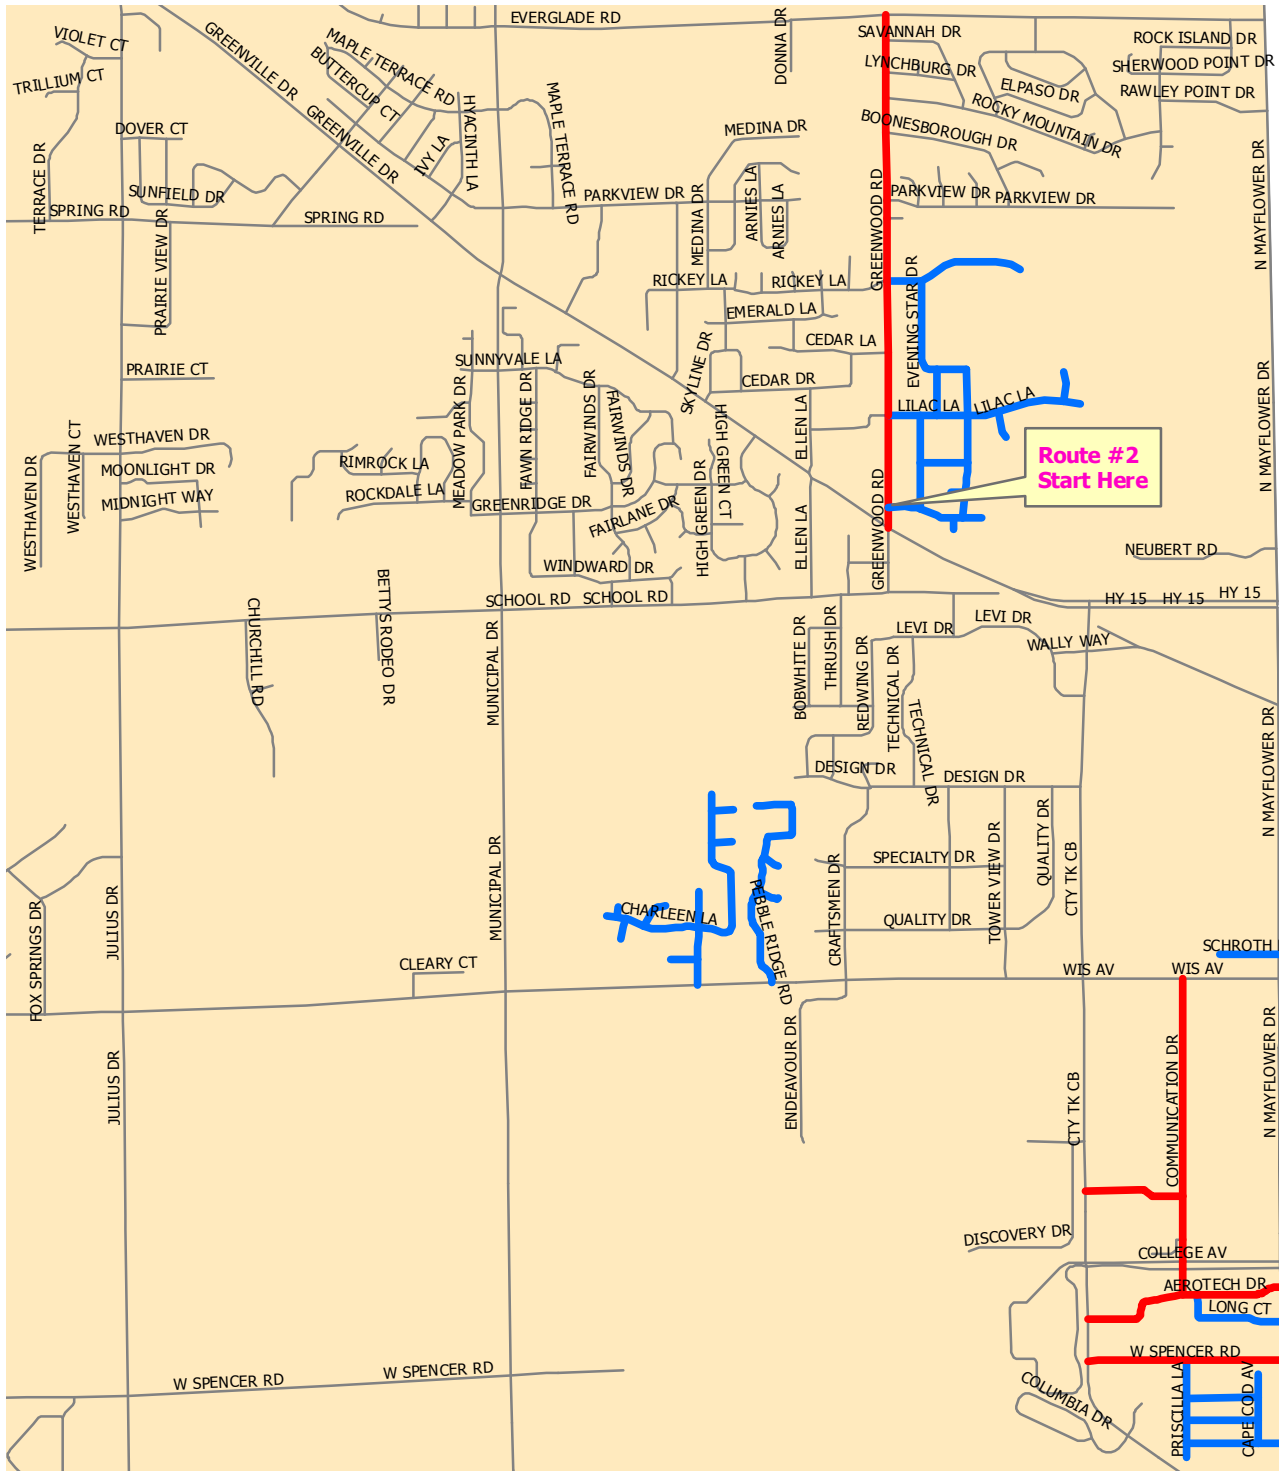 EVERGLADE RD
DONNA DR
SAVANNAH DR
VIOLET CT
GREENVILLE DR
MAPLE TERRACE RD
BUTTERCUP CT
ROCK ISLAND DR
SHERWOOD POINT DR
LYNCHBURG DR
TRILLIUM CT
ELPASO DR
RAWLEY POINT DR
HYACINTH LA
MAPLE TERRACE RD
ROCKY MOUNTAIN DR
GREENVILLE DR
DOVER CT
MEDINA DR
BOONESBOROUGH DR
IVY LA
TERRACE DR
N MAYFLOWER DR
SUNFIELD DR
PARKVIEW DR
ARNIES LA
ARNIES LA
MEDINA DR
GREENWOOD RD
PARKVIEW DR
PARKVIEW DR
SPRING RD
SPRING RD
PRAIRIE VIEW DR
RICKEY LA
RICKEY LA
EVENING STAR DR
EMERALD LA
CEDAR LA
SUNNYVALE LA
SKYLINE DR
PRAIRIE CT
CEDAR DR
MEADOW PARK DR
FAWN RIDGE DR
FAIRWINDS DR
FAIRWINDS DR
HIGH GREEN CT
ELLEN LA
LILAC LA
LILAC LA
N MAYFLOWER DR
WESTHAVEN DR
WESTHAVEN CT
WESTHAVEN DR
MOONLIGHT DR
MIDNIGHT WAY
RIMROCK LA
ROCKDALE LA
GREENRIDGE DR
FAIRLANE DR
HIGH GREEN DR
ELLEN LA
GREENWOOD RD
Route #2
Start Here
NEUBERT RD
WINDWARD DR
SCHOOL RD
SCHOOL RD
HY 15
HY 15
HY 15
CHURCHILL RD
BETTYS RODEO DR
MUNICIPAL DR
BOBWHITE DR
THRUSH DR
REDWING DR
LEVI DR
LEVI DR
WALLY WAY
TECHNICAL DR
TECHNICAL DR
N MAYFLOWER DR
DESIGN DR
DESIGN DR
MUNICIPAL DR
SPECIALTY DR
TOWER VIEW DR
QUALITY DR
CTY TK CB
CRAFTSMEN DR
QUALITY DR
CHARLEEN LA
PEBBLE RIDGE RD
JULIUS DR
FOX SPRINGS DR
CLEARY CT
SCHROTH
WIS AV
WIS AV
JULIUS DR
ENDEAVOUR DR
CTY TK CB
COMMUNICATION DR
N MAYFLOWER DR
DISCOVERY DR
COLLEGE AV
AEROTECH DR
LONG CT
W SPENCER RD
W SPENCER RD
W SPENCER RD
COLUMBIA DR
PRISCILLA LA
CAPE COD AV